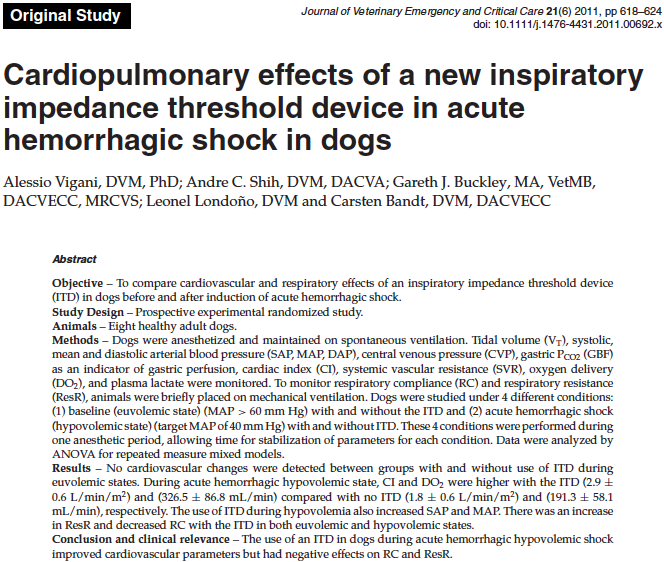 Original Study
Journal of Veterinary Emergency and Critical Care 21(6) 2011, pp 618–624
doi: 10.1111/j.1476-4431.2011.00692.x
Cardiopulmonary effects of a new inspiratory
impedance threshold device in acute
hemorrhagic shock in dogs
Alessio Vigani, DVM, PhD; Andre C. Shih, DVM, DACVA; Gareth J. Buckley, MA, VetMB,
DACVECC, MRCVS; Leonel Londoño, DVM and Carsten Bandt, DVM, DACVECC
Abstract
Objective – To compare cardiovascular and respiratory effects of an inspiratory impedance threshold device
(ITD) in dogs before and after induction of acute hemorrhagic shock.
Study Design – Prospective experimental randomized study.
Animals – Eight healthy adult dogs.
Methods – Dogs were anesthetized and maintained on spontaneous ventilation. Tidal volume (VT), systolic,
mean and diastolic arterial blood pressure (SAP, MAP, DAP), central venous pressure (CVP), gastric PCO2 (GBF)
as an indicator of gastric perfusion, cardiac index (CI), systemic vascular resistance (SVR), oxygen delivery
(DO2), and plasma lactate were monitored. To monitor respiratory compliance (RC) and respiratory resistance
(ResR), animals were briefly placed on mechanical ventilation. Dogs were studied under 4 different conditions:
(1) baseline (euvolemic state) (MAP > 60 mm Hg) with and without the ITD and (2) acute hemorrhagic shock
(hypovolemic state) (target MAP of 40 mm Hg) with and without ITD. These 4 conditions were performed during
one anesthetic period, allowing time for stabilization of parameters for each condition. Data were analyzed by
ANOVA for repeated measure mixed models.
Results – No cardiovascular changes were detected between groups with and without use of ITD during
euvolemic states. During acute hemorrhagic hypovolemic state, CI and DO2 were higher with the ITD (2.9 ±
0.6 L/min/m2) and (326.5 ± 86.8 mL/min) compared with no ITD (1.8 ± 0.6 L/min/m2) and (191.3 ± 58.1
mL/min), respectively. The use of ITD during hypovolemia also increased SAP and MAP. There was an increase
in ResR and decreased RC with the ITD in both euvolemic and hypovolemic states.
Conclusion and clinical relevance – The use of an ITD in dogs during acute hemorrhagic hypovolemic shock
improved cardiovascular parameters but had negative effects on RC and ResR.